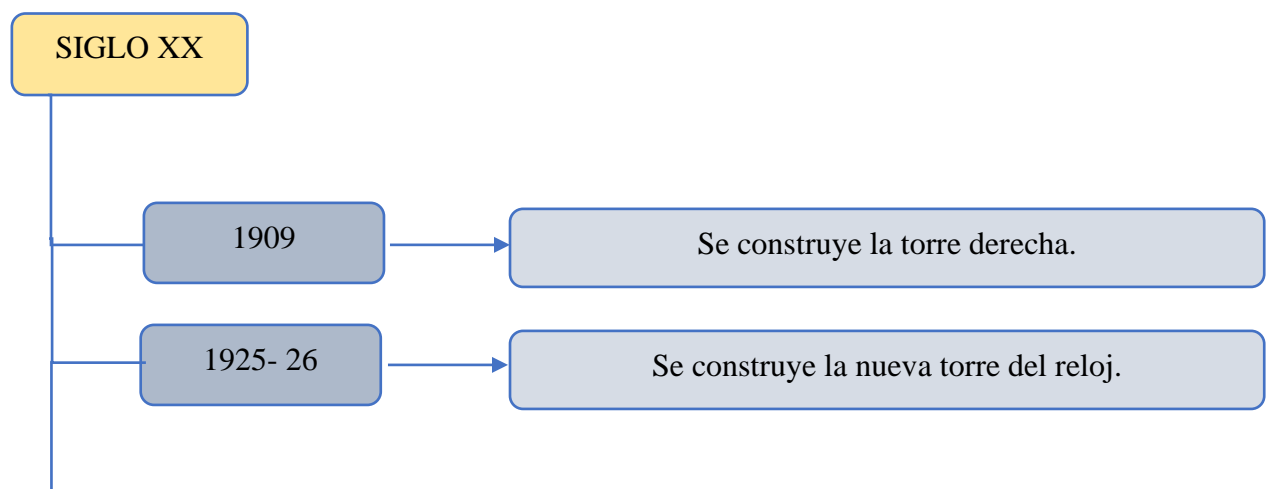 SIGLO XX
1909
Se construye la torre derecha.
1925- 26
Se construye la nueva torre del reloj.